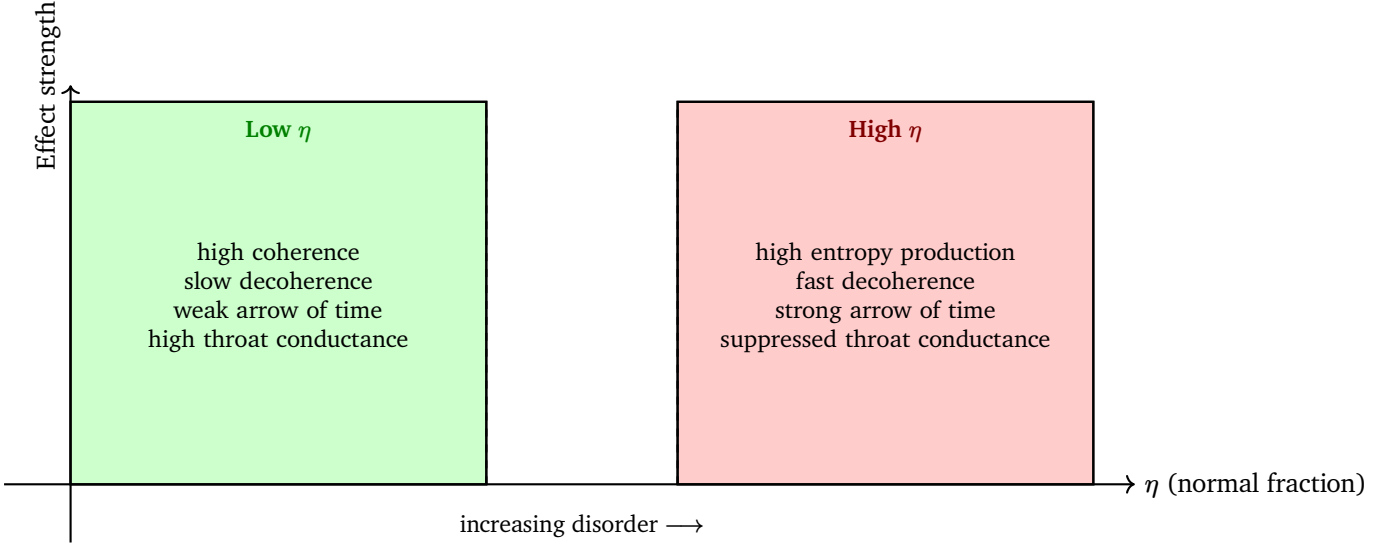 Effect strength
Low η
high coherence
slow decoherence
weak arrow of time
high throat conductance
High η
high entropy production
fast decoherence
strong arrow of time
suppressed throat conductance
η (normal fraction)
increasing disorder ⟶